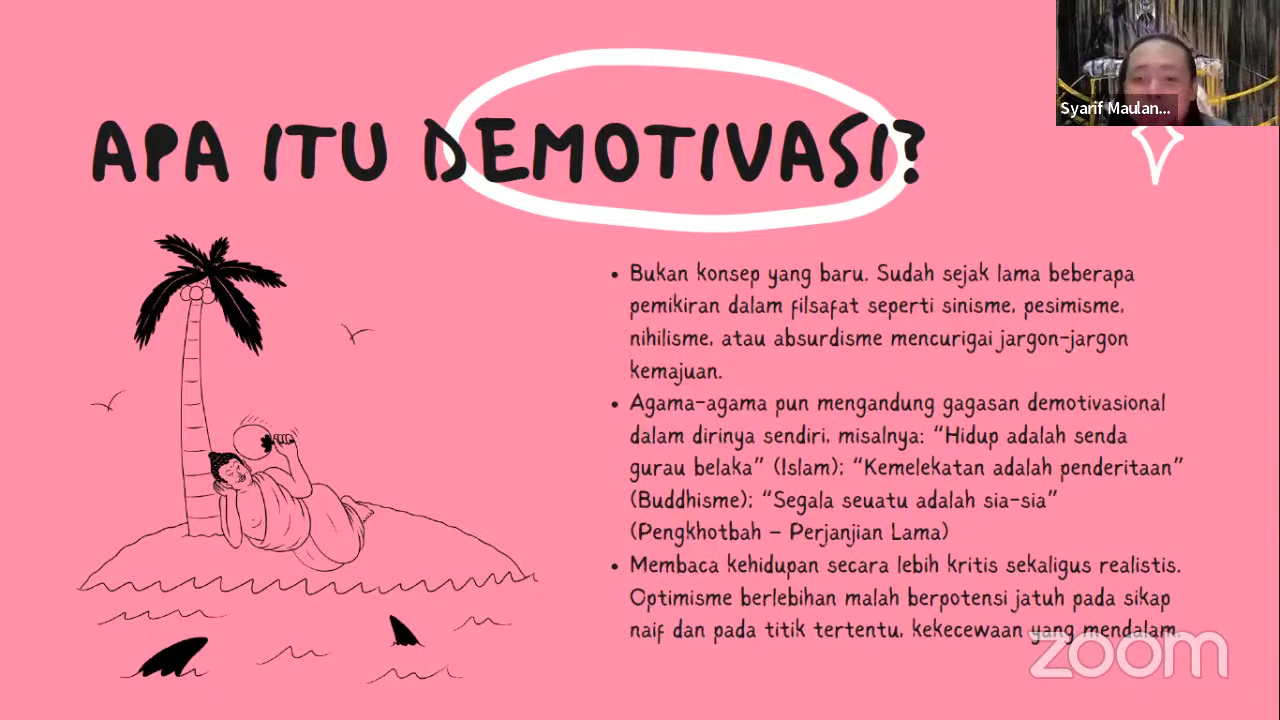 APA ITU DEMOTIVASI?
Syarif Maulan...
• Bukan konsep yang baru. Sudah sejak lama beberapa
pemikiran dalam filsafat seperti sinisme, pesimisme,
nihilisme, atau absurdisme mencurigai jargon-jargon
kemajuan.
• Agama-agama pun mengandung gagasan demotivasional
dalam dirinya sendiri, misalnya: “Hidup adalah senda
gurau belaka” (Islam); “Kemelekatan adalah penderitaan”
(Buddhisme); “Segala seuatu adalah sia-sia”
(Pengkhotbah – Perjanjian Lama)
• Membaca kehidupan secara lebih kritis sekaligus realistis.
Optimisme berlebihan malah berpotensi jatuh pada sikap
naif dan pada titik tertentu, kekecewaan yang mendalam.
zoom